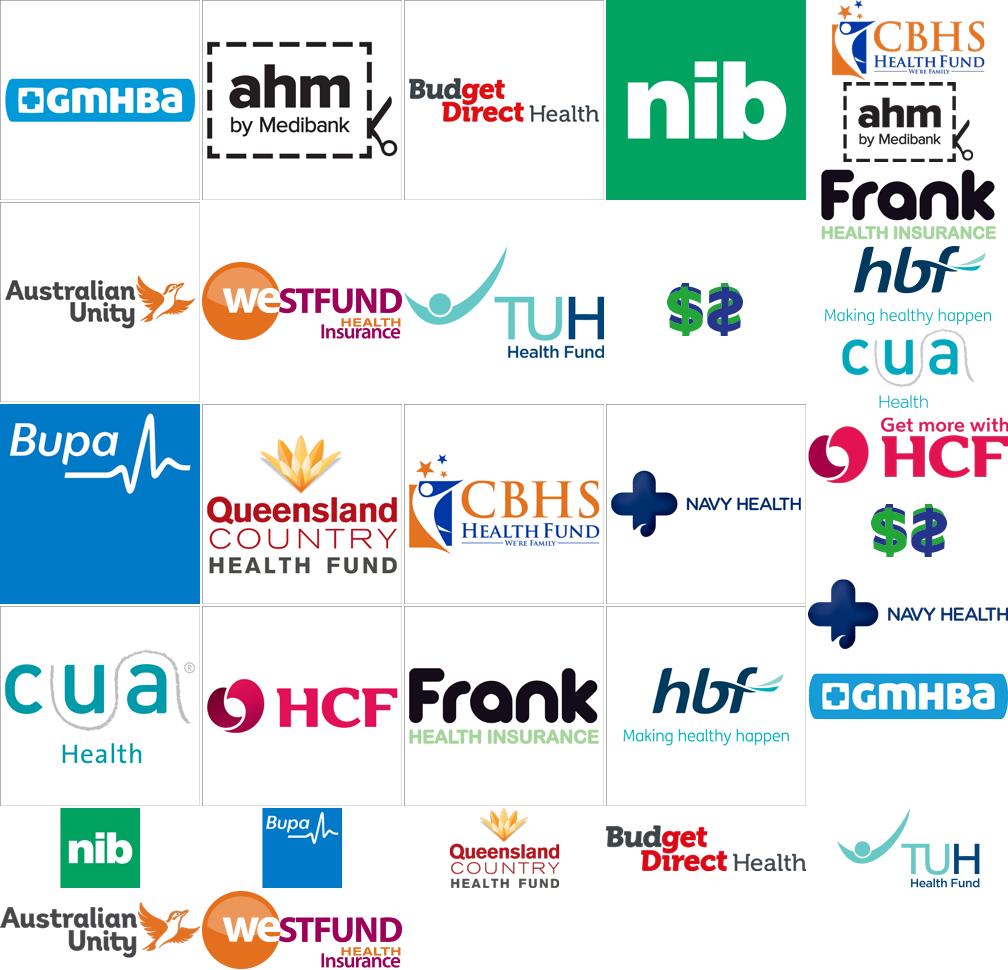 GMHBa
ahm
by Medibank
Budget
Direct Health
nib
CBHS
HEALTH FUND
WE'RE FAMILY
ahm
by Medibank
Frank
HEALTH INSURANCE
hbf
Making healthy happen
cua
Health
Australian
Unity
weSTFUND
HEALTH
Insurance
TUH
Health Fund
$S
Bupa
Queensland
COUNTRY
HEALTH FUND
CBHS
HEALTH FUND
WE'RE FAMILY
NAVY HEALTH
Get more with
HCF
$S
NAVY HEALTH
GMHBa
cua®
Health
HCF
Frank
HEALTH INSURANCE
hbf
Making healthy happen
nib
Bupa
Queensland
COUNTRY
HEALTH FUND
Budget
Direct Health
TUH
Health Fund
Australian
Unity
weSTFUND
HEALTH
Insurance